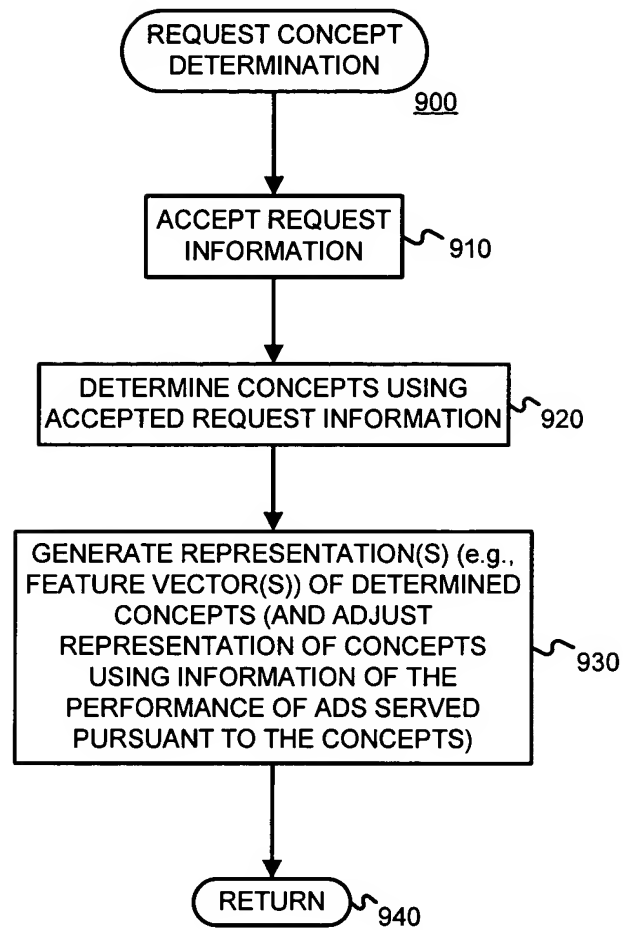 REQUEST CONCEPT
DETERMINATION
900
ACCEPT REQUEST
INFORMATION
910
DETERMINE CONCEPTS USING
ACCEPTED REQUEST INFORMATION
920
GENERATE REPRESENTATION(S) (e.g.,
FEATURE VECTOR(S)) OF DETERMINED
CONCEPTS (AND ADJUST
REPRESENTATION OF CONCEPTS
USING INFORMATION OF THE
PERFORMANCE OF ADS SERVED
PURSUANT TO THE CONCEPTS)
930
RETURN
940